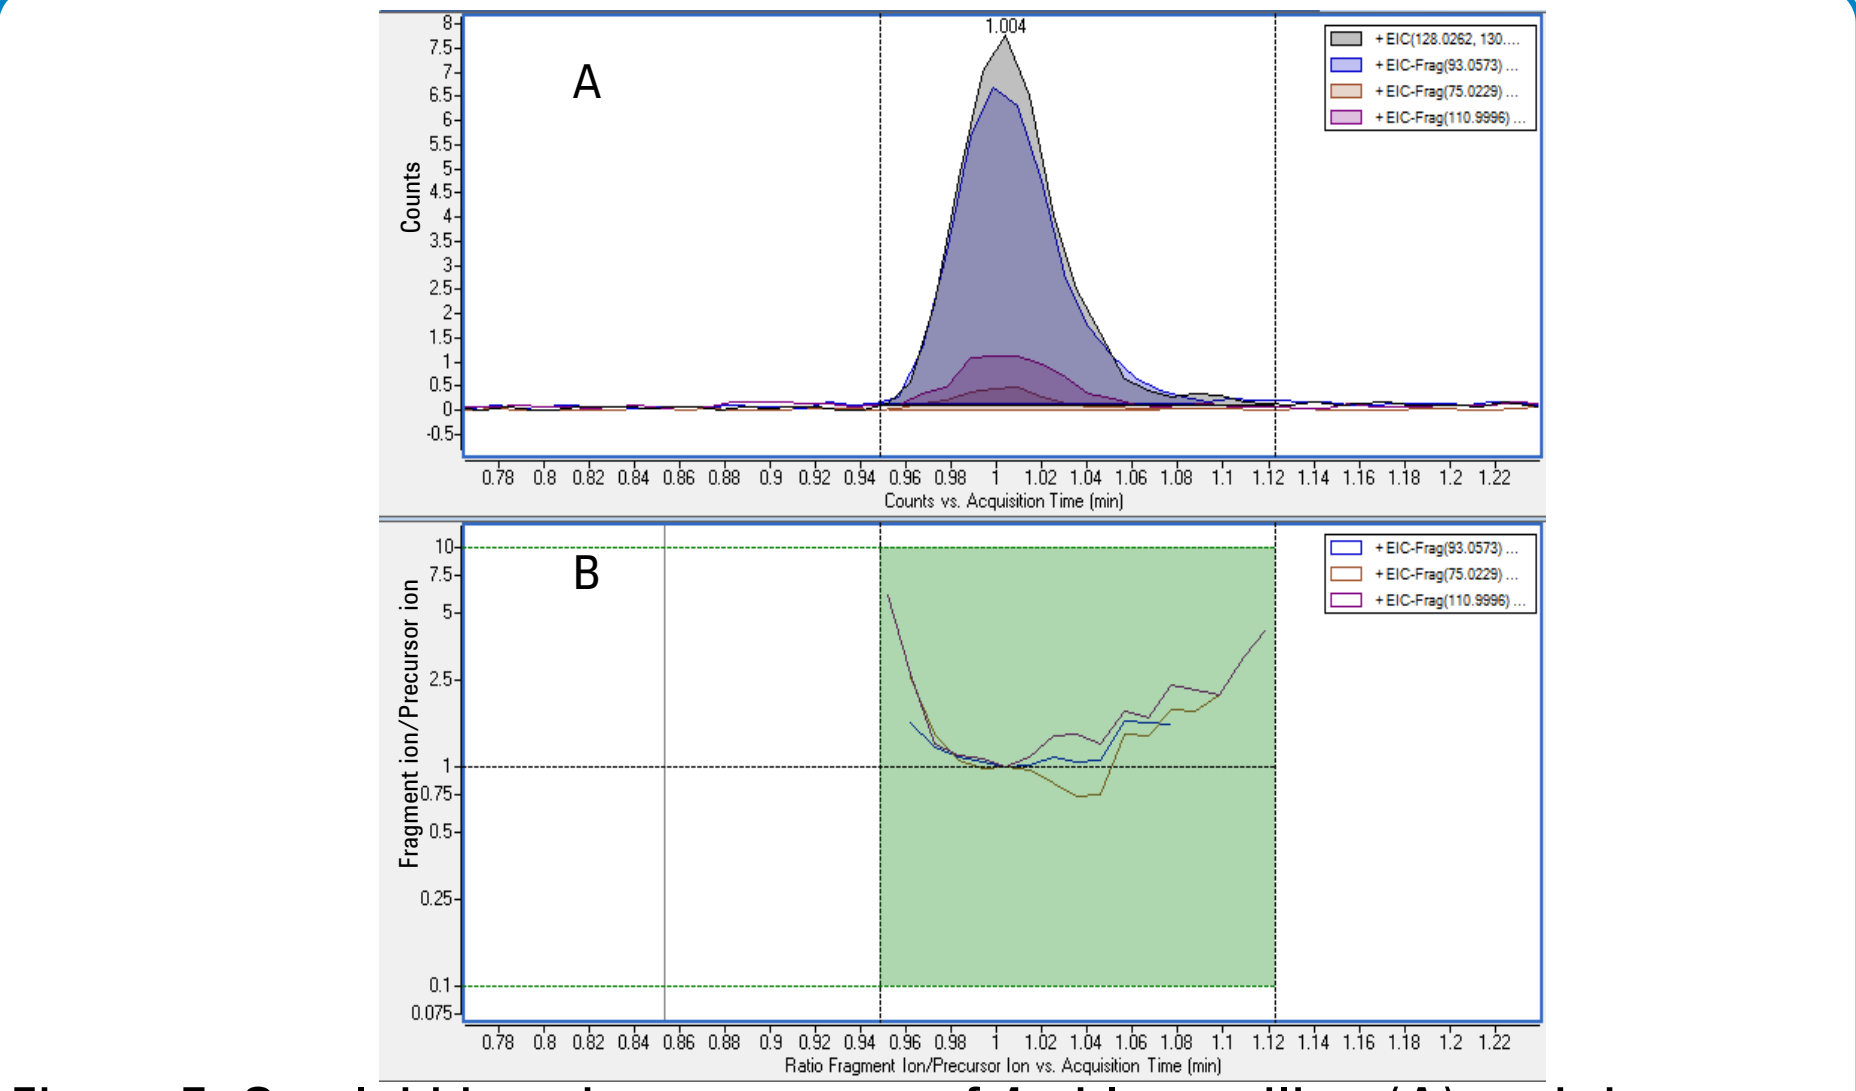 1.004
A
+ EIC(128.0262, 130....
+ EIC-Frag(93.0573) ...
+ EIC-Frag(75.0229) ...
+ EIC-Frag(110.9996) ...
Counts
8
7.5
7
6.5
6
5.5
5
4.5
4
3.5
3
2.5
2
1.5
1
0.5
0
-0.5
0.78 0.8 0.82 0.84 0.86 0.88 0.9 0.92 0.94 0.96 0.98 1 1.02 1.04 1.06 1.08 1.1 1.12 1.14 1.16 1.18 1.2 1.22
Counts vs. Acquisition Time (min)
B
+ EIC-Frag(93.0573) ...
+ EIC-Frag(75.0229) ...
+ EIC-Frag(110.9996) ...
Fragment ion/Precursor ion
10
7.5
5
2.5
1
0.75
0.5
0.25
0.1
0.075
0.78 0.8 0.82 0.84 0.86 0.88 0.9 0.92 0.94 0.96 0.98 1 1.02 1.04 1.06 1.08 1.1 1.12 1.14 1.16 1.18 1.2 1.22
Ratio Fragment Ion/Precursor Ion vs. Acquisition Time (min)